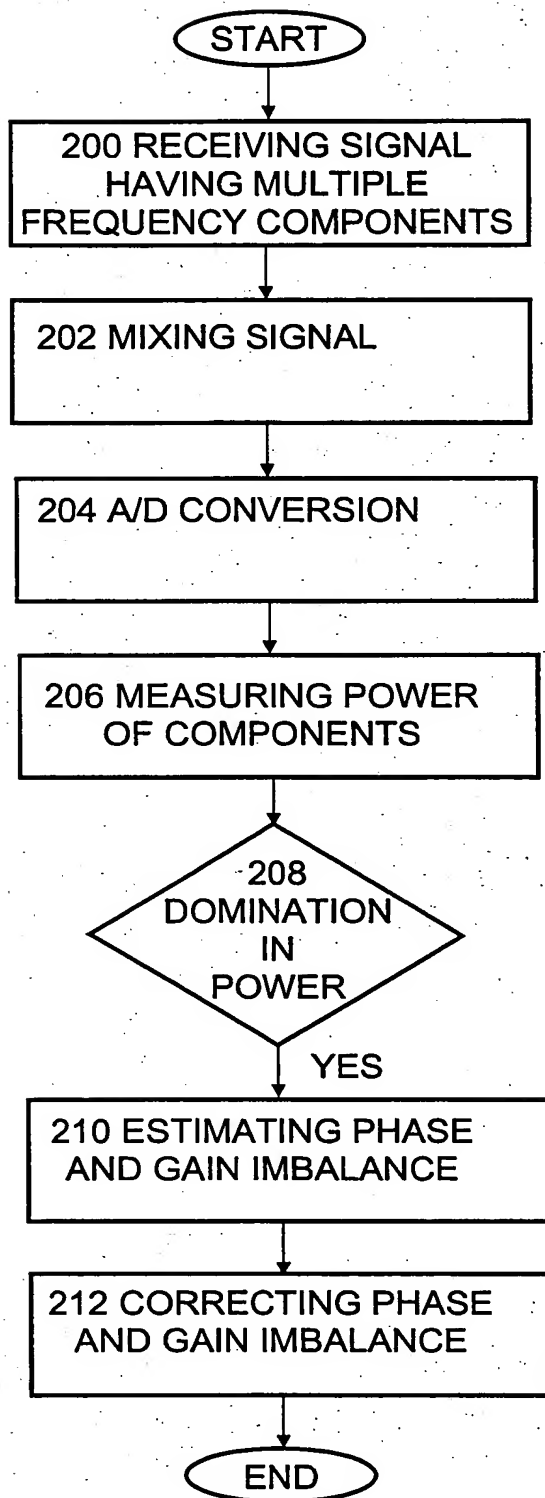 START
200 RECEIVING SIGNAL
HAVING MULTIPLE
FREQUENCY COMPONENTS
202 MIXING SIGNAL
204 A/D CONVERSION
206 MEASURING POWER
OF COMPONENTS
208
DOMINATION
IN
POWER
YES
210 ESTIMATING PHASE
AND GAIN IMBALANCE
212 CORRECTING PHASE
AND GAIN IMBALANCE
END